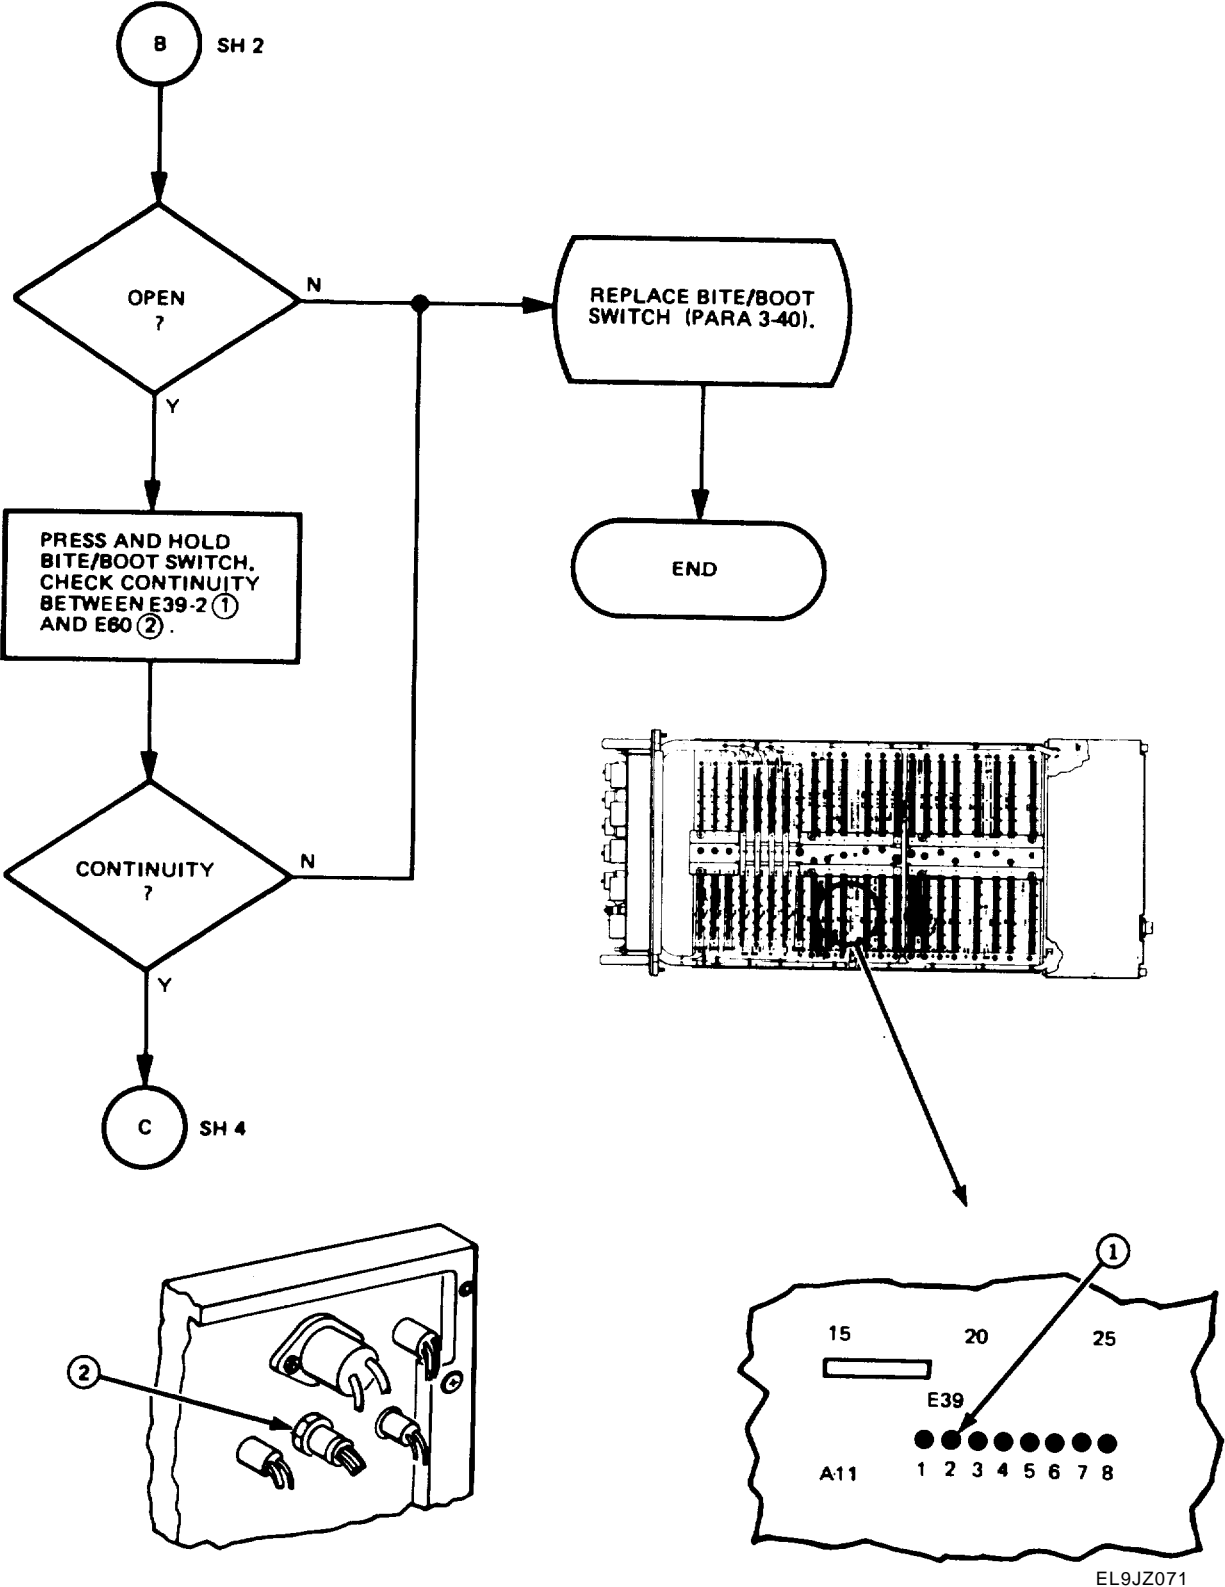 B SH 2
OPEN
?
N
Y
REPLACE BITE/BOOT
SWITCH (PARA 3-40).
END
PRESS AND HOLD
BITE/BOOT SWITCH.
CHECK CONTINUITY
BETWEEN E39-2 ①
AND E60 ② .
CONTINUITY
?
N
Y
C SH 4
2
1
15 20 25
E39
A11 1 2 3 4 5 6 7 8
EL9JZ071